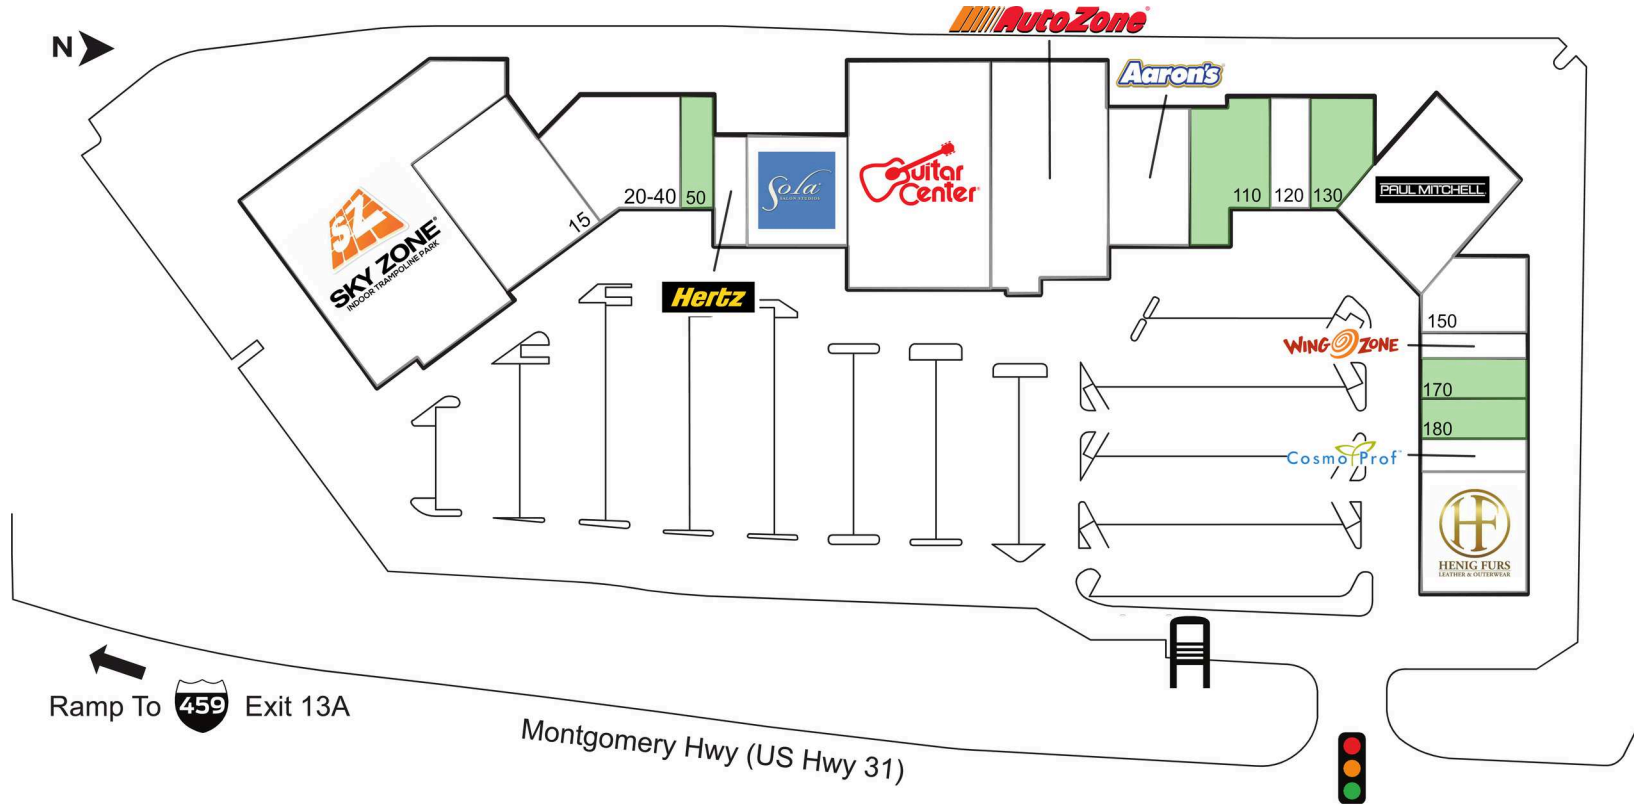 AutoZone
N
Aaron's
Sola
SALON STUDIOS
Guitar
Center
PAUL MITCHELL
20-40
50
110
120
130
15
SZ
SKY ZONE
INDOOR TRAMPOLINE PARK
Hertz
150
WING ZONE
170
180
CosmoProf
HF
HENIG FURS
LEATHER & OUTERWEAR
Ramp To 459 Exit 13A
Montgomery Hwy (US Hwy 31)